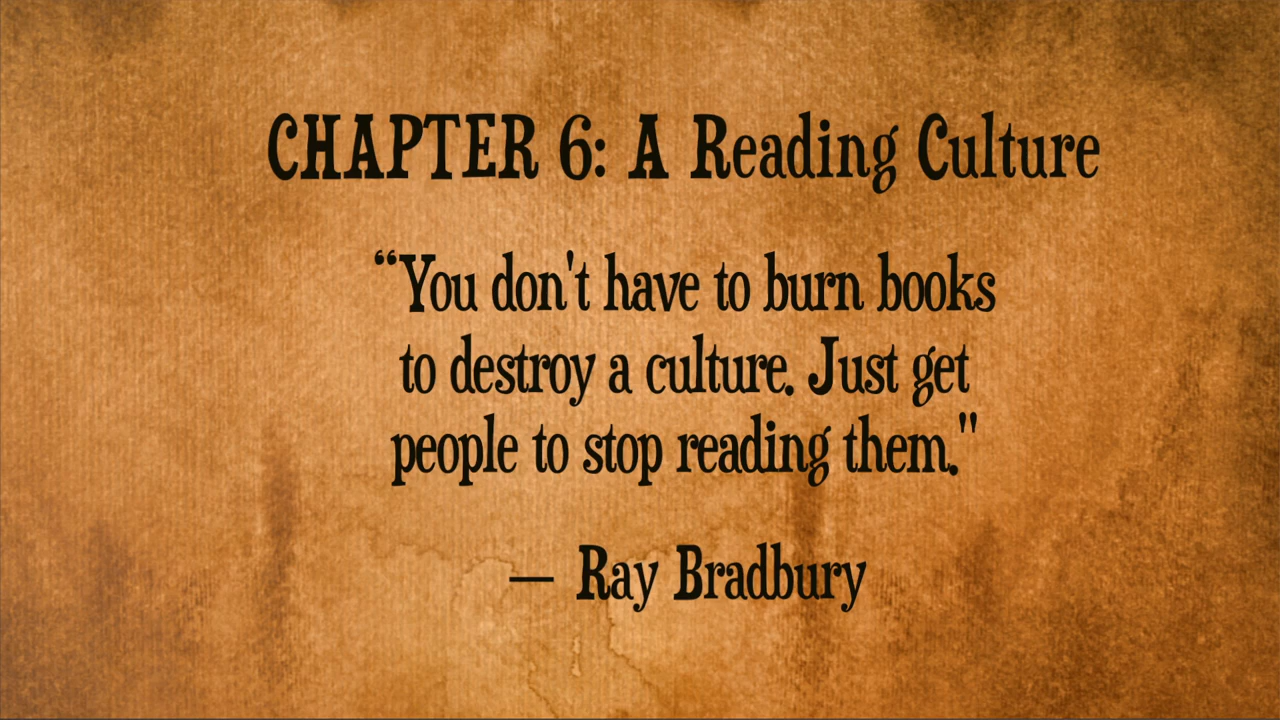 CHAPTER 6: A Reading Culture
“You don't have to burn books
to destroy a culture. Just get
people to stop reading them."
— Ray Bradbury